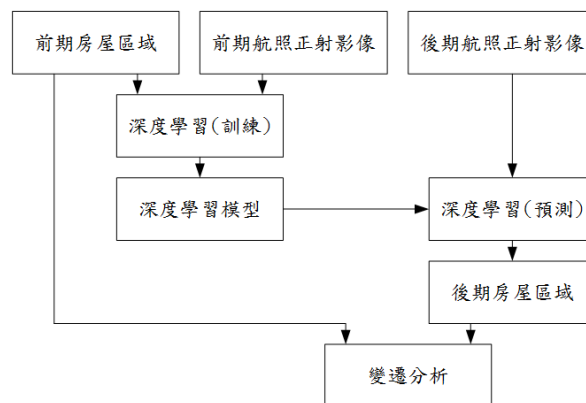 前期房屋區域
前期航照正射影像
後期航照正射影像
深度學習(訓練)
深度學習模型
深度學習(預測)
後期房屋區域
變遷分析